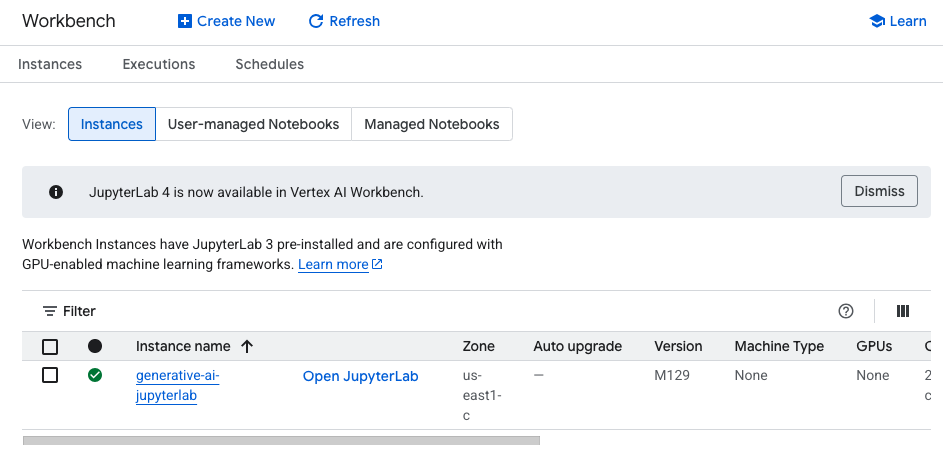 Workbench Create New Refresh Learn
Instances Executions Schedules
View: Instances User-managed Notebooks Managed Notebooks
JupyterLab 4 is now available in Vertex AI Workbench. Dismiss
Workbench Instances have JupyterLab 3 pre-installed and are configured with
GPU-enabled machine learning frameworks. Learn more
Filter
Instance name Zone Auto upgrade Version Machine Type GPUs
generative-ai- Open JupyterLab us- — M129 None None 2
jupyterlab east1- c
c